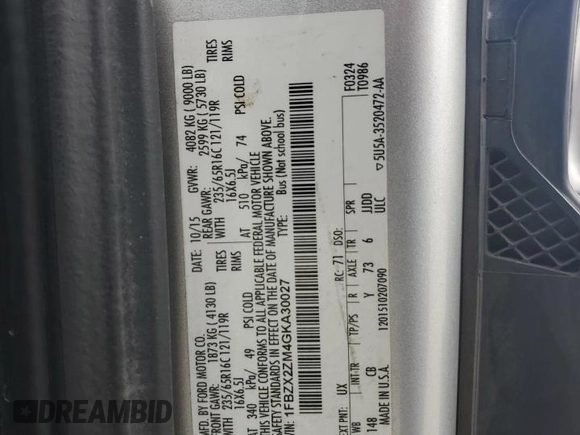 MFD. BY FORD MOTOR CO.
DATE: 10/15 GVWR: 4082 KG ( 9000 LB)
FRONT GAWR: 1873 KG ( 4130 LB) REAR GAWR: 2599 KG ( 5730 LB)
WITH 235/65R16C 121/119R TIRES WITH 235/65R16C 121/119R TIRES
16X6.5J RIMS 16X6.5J RIMS
AT 340 kPa/ 49 PSI COLD AT 510 kPa/ 74 PSI COLD
THIS VEHICLE CONFORMS TO ALL APPLICABLE FEDERAL MOTOR VEHICLE
SAFETY STANDARDS IN EFFECT ON THE DATE OF MANUFACTURE SHOWN ABOVE.
VIN: 1FBZX2ZM4GKA30027 TYPE: Bus (Not school bus)
F0324
T0986
EXT PNT: UX RC: 71 DSO:
WB INT-TR TP/PS R AXLE TR SPR
148 CB Y 73 6 JJDD
U.S.A. 1201510207090 ULC
▽5U5A-3520472-AA
DREAMBID